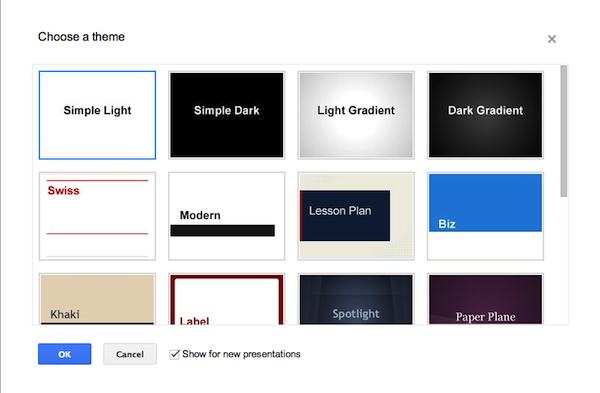 Choose a theme
Simple Light
Simple Dark
Light Gradient
Dark Gradient
Swiss
Modern
Lesson Plan
Biz
Khaki
Label
Spotlight
Paper Plane
OK
Cancel
Show for new presentations